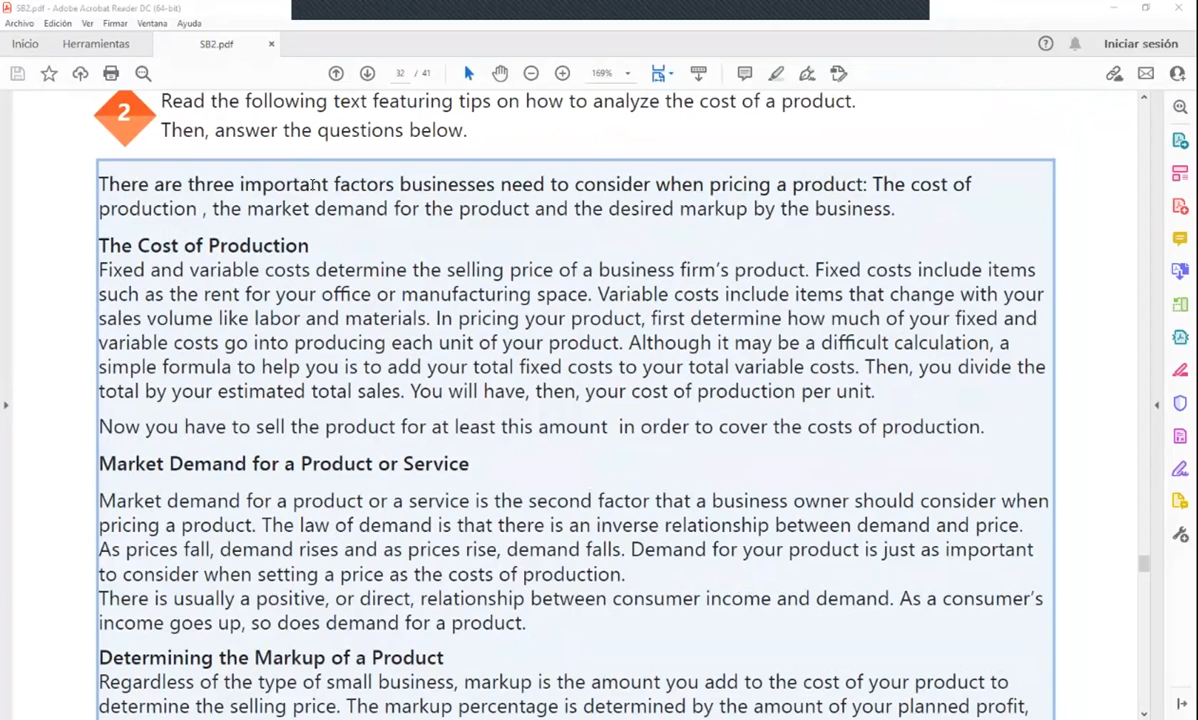 SB2.pdf - Adobe Acrobat Reader DC (64-bit)
Archivo Edición Ver Firmar Ventana Ayuda
Inicio Herramientas SB2.pdf × Iniciar sesión
32 / 41 169%
2
Read the following text featuring tips on how to analyze the cost of a product.
Then, answer the questions below.
There are three important factors businesses need to consider when pricing a product: The cost of
production , the market demand for the product and the desired markup by the business.
The Cost of Production
Fixed and variable costs determine the selling price of a business firm's product. Fixed costs include items
such as the rent for your office or manufacturing space. Variable costs include items that change with your
sales volume like labor and materials. In pricing your product, first determine how much of your fixed and
variable costs go into producing each unit of your product. Although it may be a difficult calculation, a
simple formula to help you is to add your total fixed costs to your total variable costs. Then, you divide the
total by your estimated total sales. You will have, then, your cost of production per unit.
Now you have to sell the product for at least this amount in order to cover the costs of production.
Market Demand for a Product or Service
Market demand for a product or a service is the second factor that a business owner should consider when
pricing a product. The law of demand is that there is an inverse relationship between demand and price.
As prices fall, demand rises and as prices rise, demand falls. Demand for your product is just as important
to consider when setting a price as the costs of production.
There is usually a positive, or direct, relationship between consumer income and demand. As a consumer's
income goes up, so does demand for a product.
Determining the Markup of a Product
Regardless of the type of small business, markup is the amount you add to the cost of your product to
determine the selling price. The markup percentage is determined by the amount of your planned profit,